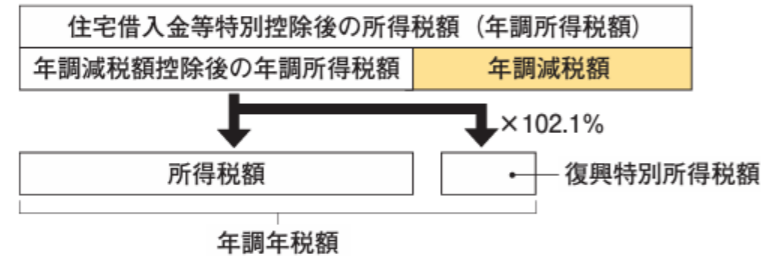 住宅借入金等特別控除後の所得税額（年調所得税額）
年調減税額控除後の年調所得税額
年調減税額
×102.1%
所得税額
復興特別所得税額
年調年税額